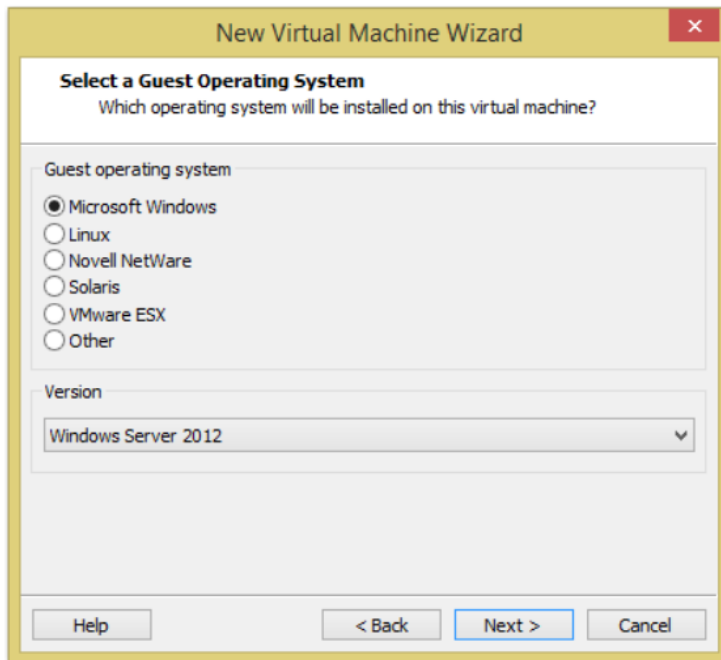 New Virtual Machine Wizard
Select a Guest Operating System
Which operating system will be installed on this virtual machine?
Guest operating system
Microsoft Windows
Linux
Novell NetWare
Solaris
VMware ESX
Other
Version
Windows Server 2012
Help
< Back
Next >
Cancel